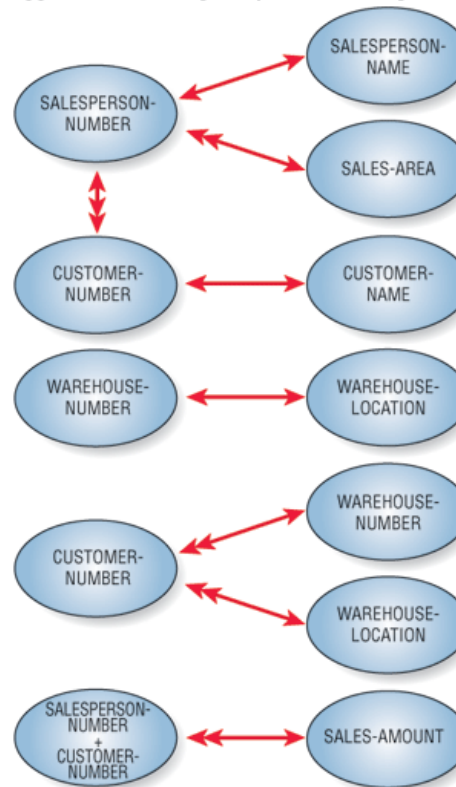 SALESPERSON-
NAME
SALESPERSON-
NUMBER
SALES-AREA
CUSTOMER-
NUMBER
CUSTOMER-
NAME
WAREHOUSE-
NUMBER
WAREHOUSE-
LOCATION
WAREHOUSE-
NUMBER
CUSTOMER-
NUMBER
WAREHOUSE-
LOCATION
SALESPERSON-
NUMBER
+
CUSTOMER-
NUMBER
SALES-AMOUNT